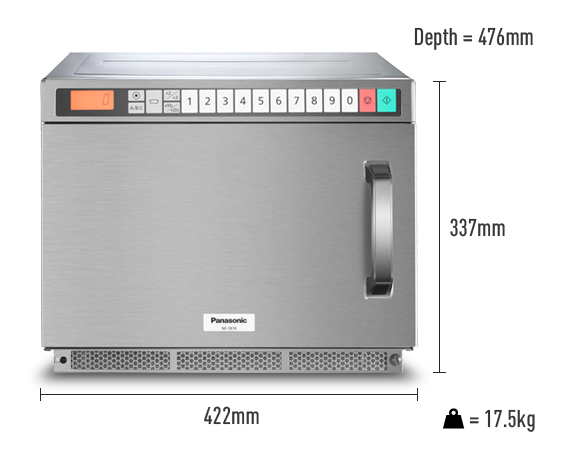 Depth = 476mm
0
A/B/C
1 2 3 4 5 6 7 8 9 0
337mm
Panasonic
422mm
= 17.5kg